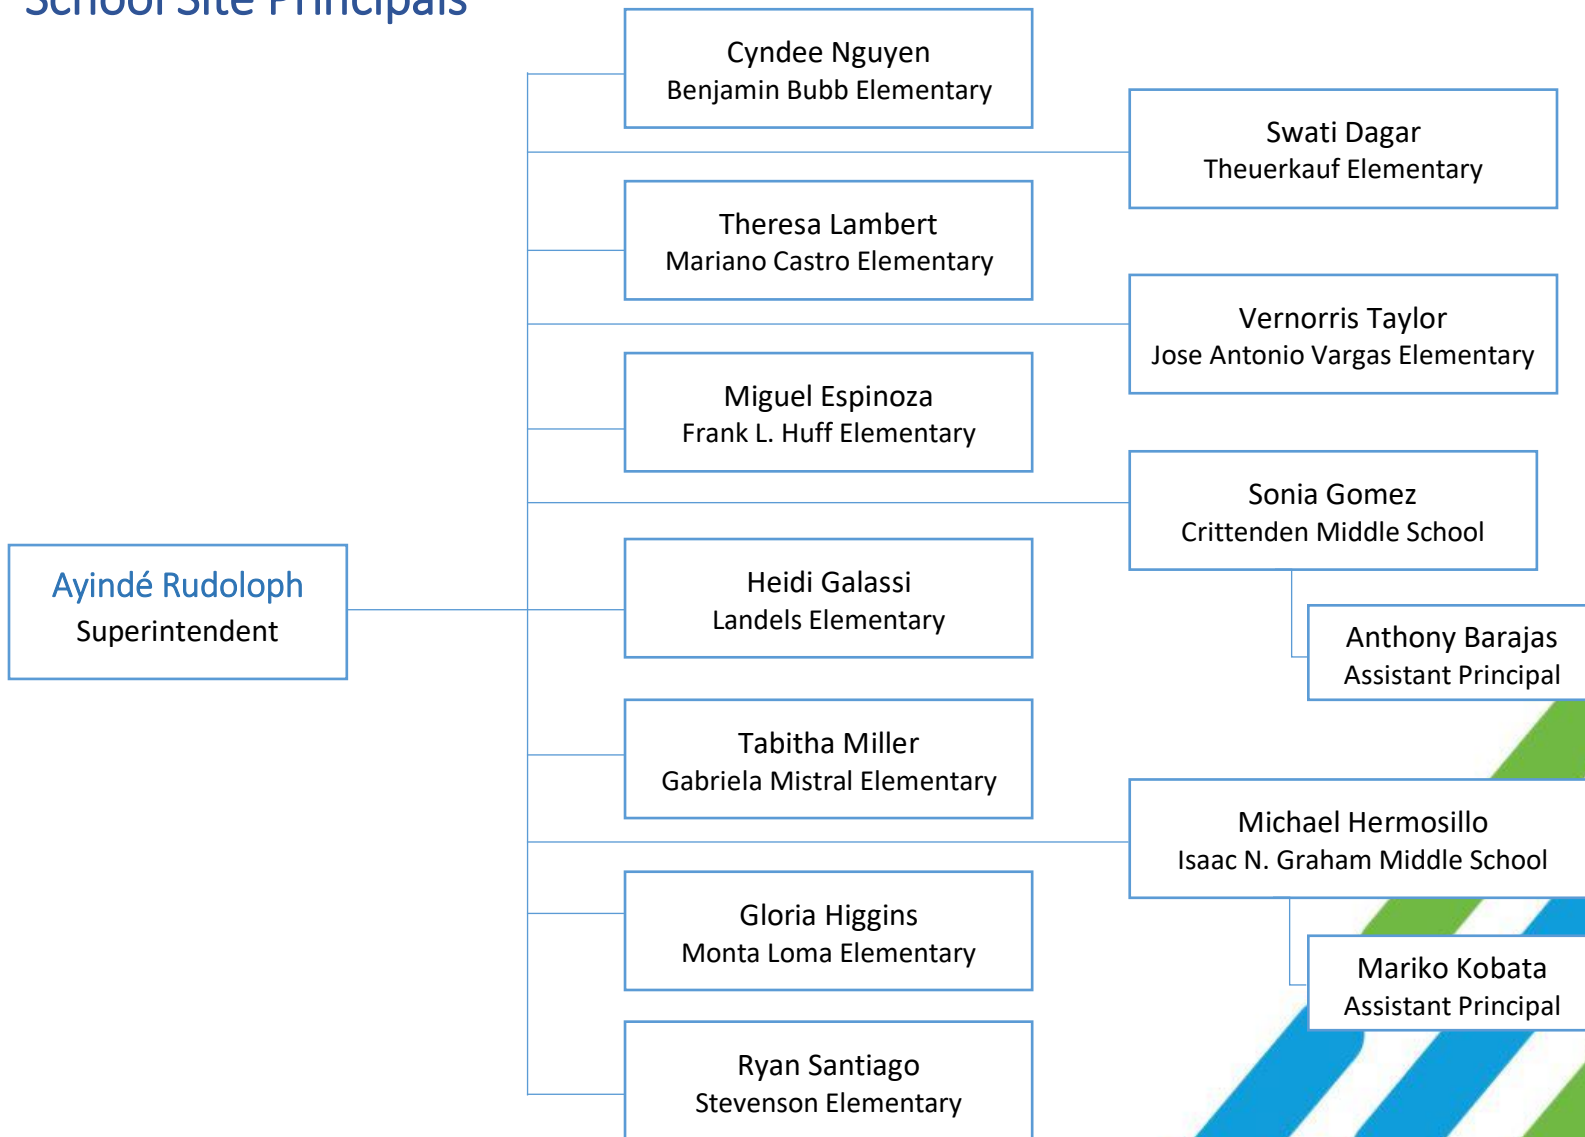 School Site Principals
Cyndee Nguyen
Benjamin Bubb Elementary
Swati Dagar
Theuerkauf Elementary
Theresa Lambert
Mariano Castro Elementary
Vernorris Taylor
Jose Antonio Vargas Elementary
Miguel Espinoza
Frank L. Huff Elementary
Sonia Gomez
Crittenden Middle School
Ayindé Rudoloph
Superintendent
Heidi Galassi
Landels Elementary
Anthony Barajas
Assistant Principal
Tabitha Miller
Gabriela Mistral Elementary
Michael Hermosillo
Isaac N. Graham Middle School
Gloria Higgins
Monta Loma Elementary
Mariko Kobata
Assistant Principal
Ryan Santiago
Stevenson Elementary